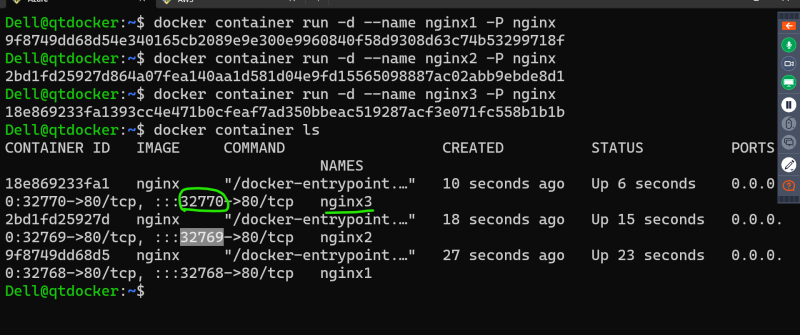 Dell@qtdocker:~$ docker container run -d --name nginx1 -P nginx
9f8749dd68d54e340165cb2089e9e300e9960840f58d9308d63c74b53299718f
Dell@qtdocker:~$ docker container run -d --name nginx2 -P nginx
2bd1fd25927d864a07fea140aa1d581d04e9fd15565098887ac02abb9ebde8d1
Dell@qtdocker:~$ docker container run -d --name nginx3 -P nginx
18e869233fa1393cc4e471b0cfeaf7ad350bbeac519287acf3e071fc558b1b1b
Dell@qtdocker:~$ docker container ls
CONTAINER ID   IMAGE     COMMAND                  CREATED          STATUS          PORTS
NAMES
18e869233fa1   nginx     "/docker-entrypoint.…"   10 seconds ago   Up 6 seconds    0.0.0.
0:32770->80/tcp, :::32770->80/tcp   nginx3
2bd1fd25927d   nginx     "/docker-entrypoint.…"   18 seconds ago   Up 15 seconds   0.0.0.
0:32769->80/tcp, :::32769->80/tcp   nginx2
9f8749dd68d5   nginx     "/docker-entrypoint.…"   27 seconds ago   Up 23 seconds   0.0.0.
0:32768->80/tcp, :::32768->80/tcp   nginx1
Dell@qtdocker:~$